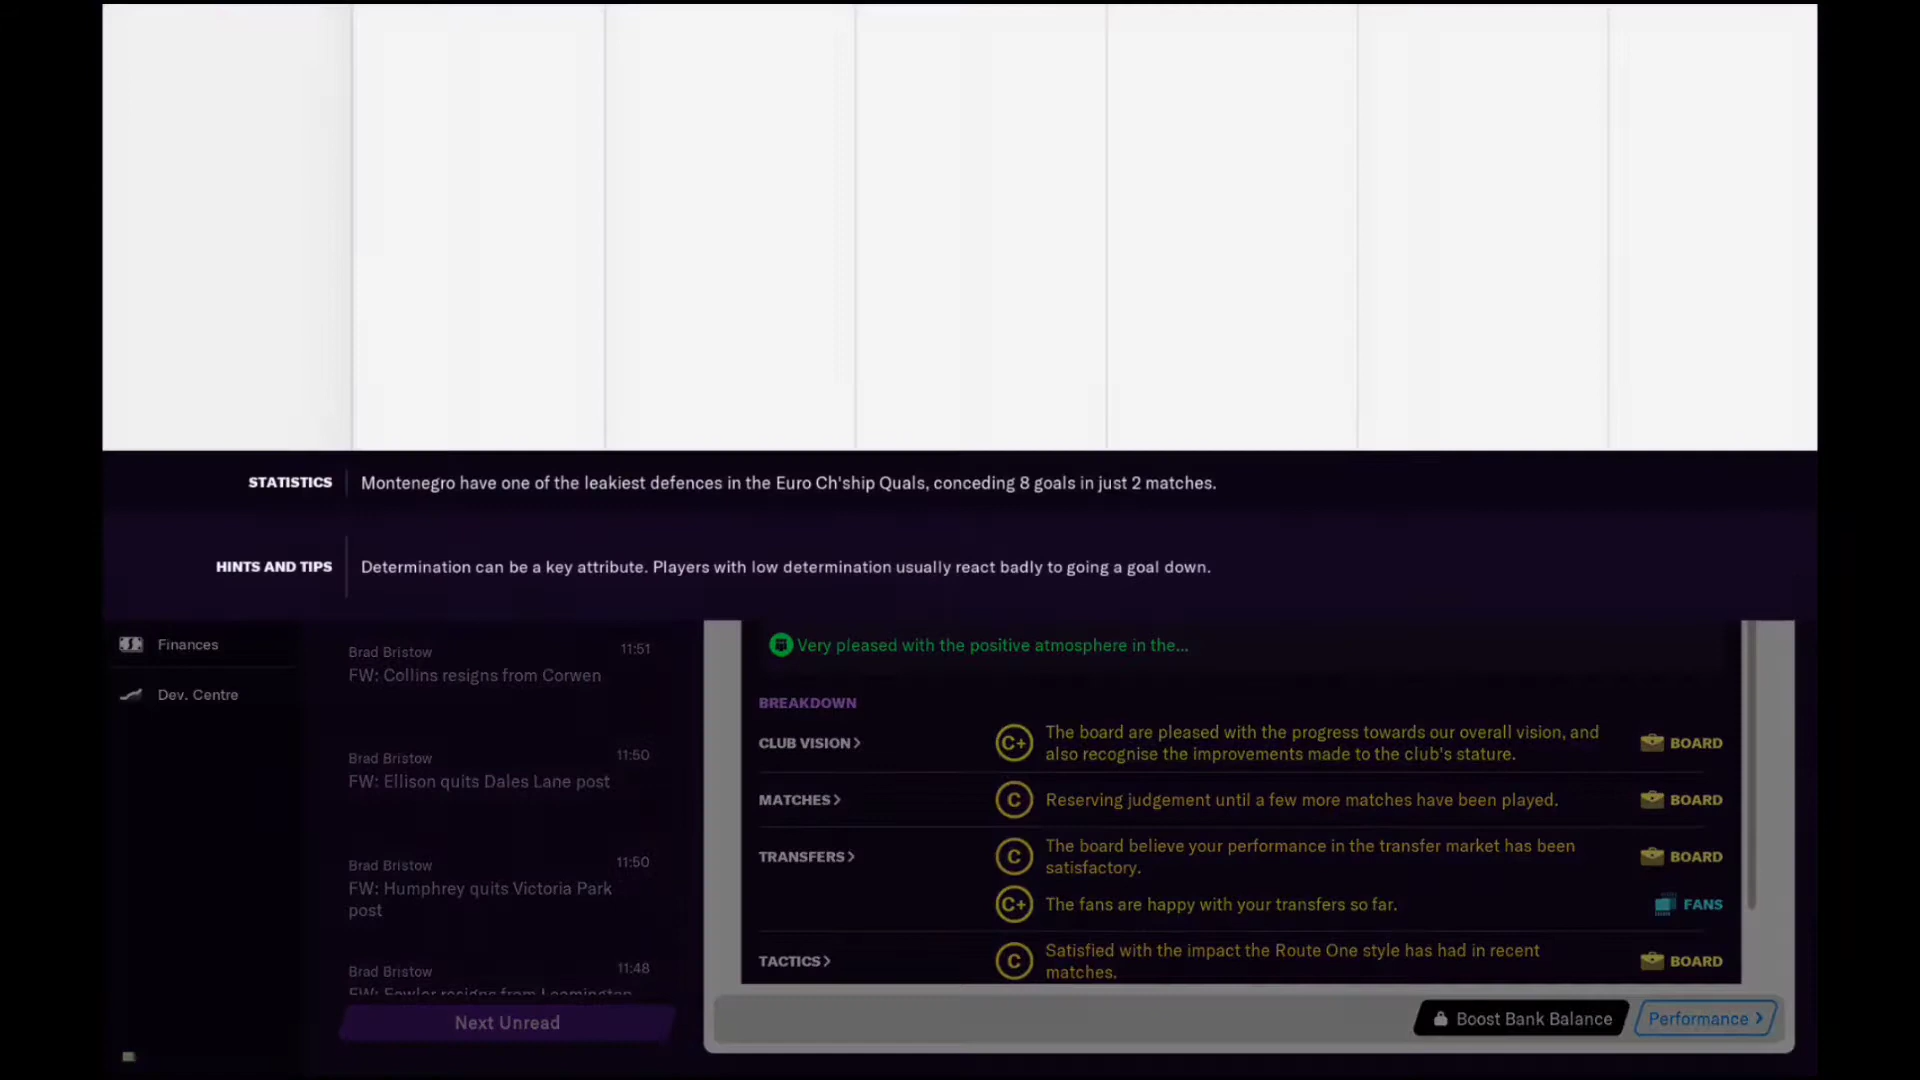 STATISTICS
Montenegro have one of the leakiest defences in the Euro Ch'ship Quals, conceding 8 goals in just 2 matches.
HINTS AND TIPS
Determination can be a key attribute. Players with low determination usually react badly to going a goal down.
Finances
Dev. Centre
Brad Bristow
11:51
FW: Collins resigns from Corwen
Brad Bristow
11:50
FW: Ellison quits Dales Lane post
Brad Bristow
11:50
FW: Humphrey quits Victoria Park
post
Brad Bristow
11:48
FW: Fowler resigns from Leamington
Next Unread
Very pleased with the positive atmosphere in the...
BREAKDOWN
CLUB VISION >
C+
The board are pleased with the progress towards our overall vision, and
also recognise the improvements made to the club's stature.
BOARD
MATCHES >
C
Reserving judgement until a few more matches have been played.
BOARD
TRANSFERS >
C
The board believe your performance in the transfer market has been
satisfactory.
BOARD
C+
The fans are happy with your transfers so far.
FANS
TACTICS >
C
Satisfied with the impact the Route One style has had in recent
matches.
BOARD
Boost Bank Balance
Performance >